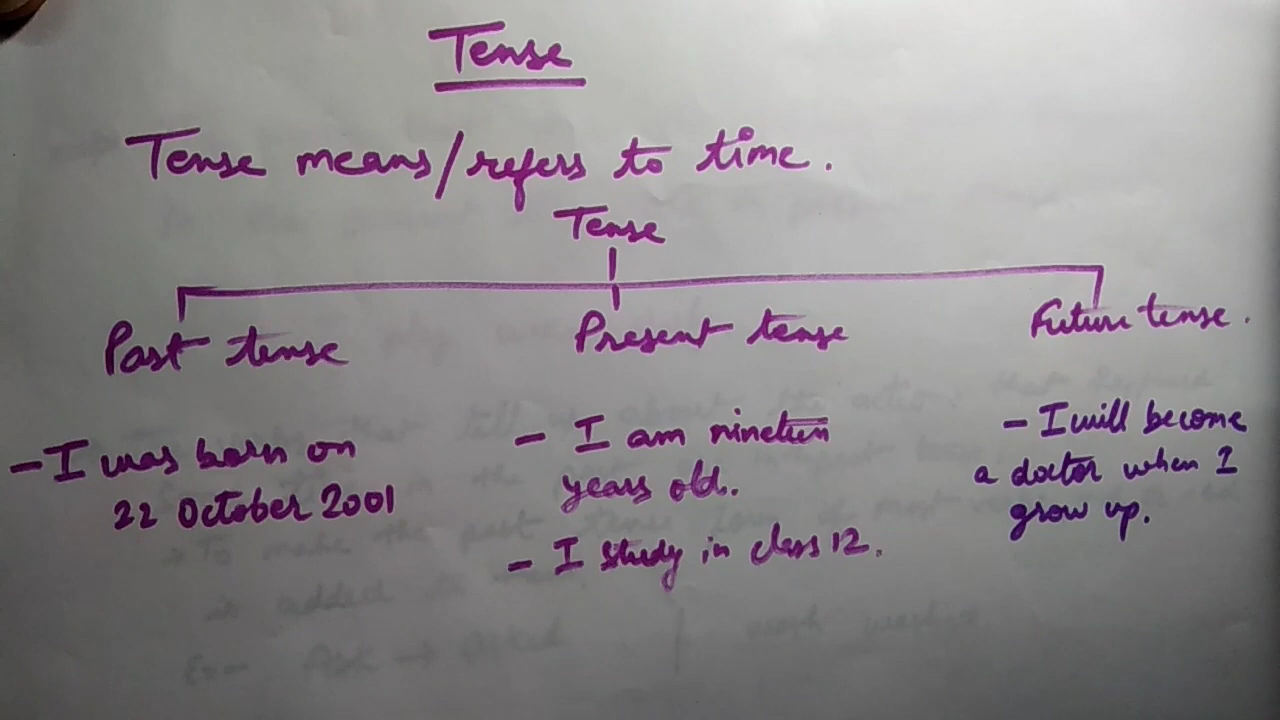 Tense
Tense means/refers to time.
Tense
Past tense
Present tense
Future tense.
- I was born on
22 October 2001
- I am nineteen
years old.
- I study in class 12.
- I will become
a doctor when I
grow up.